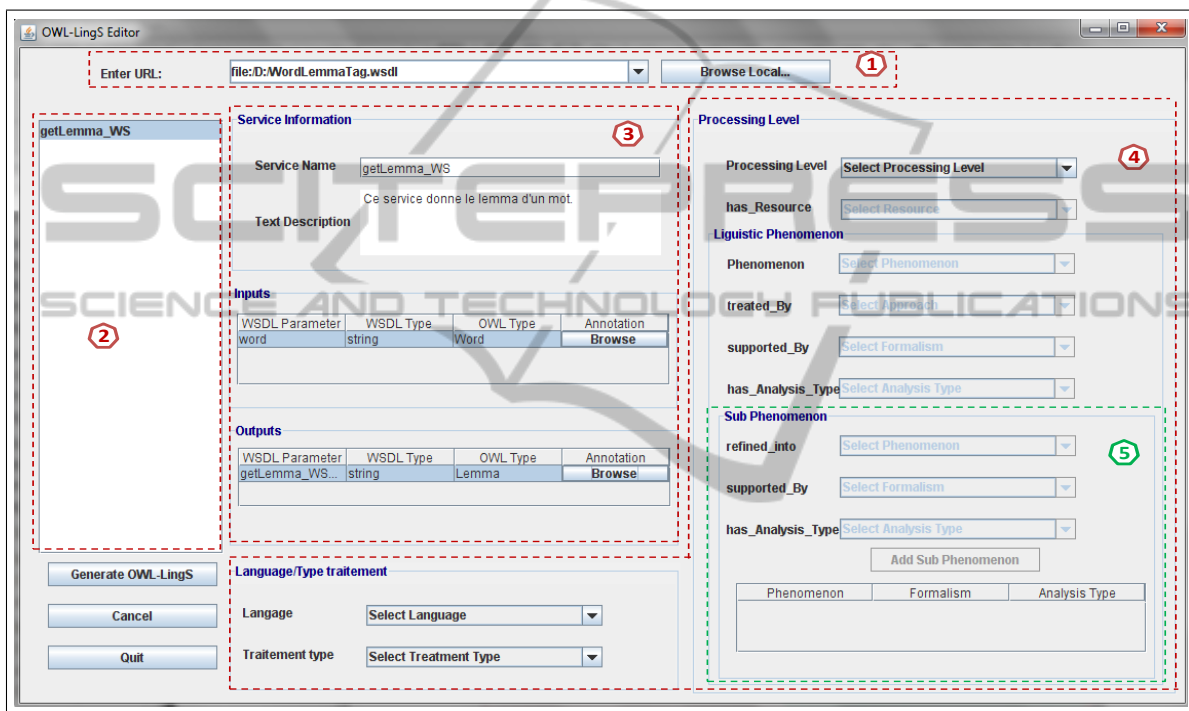 OWL-LingS Editor
Enter URL:
file:/D:/WordLemmaTag.wsdl
Browse Local...
1
getLemma_WS
2
Service Information
3
Service Name
getLemma_WS
Text Description
Ce service donne le lemma d'un mot.
Inputs
WSDL Parameter WSDL Type OWL Type Annotation
word string Word Browse
Outputs
WSDL Parameter WSDL Type OWL Type Annotation
getLemma_WS... string Lemma Browse
Processing Level
4
Processing Level Select Processing Level
has_Resource Select Resource
Liguistic Phenomenon
Phenomenon Select Phenomenon
treated_By Select Approach
supported_By Select Formalism
has_Analysis_Type Select Analysis Type
Sub Phenomenon
5
refined_into Select Phenomenon
supported_By Select Formalism
has_Analysis_Type Select Analysis Type
Add Sub Phenomenon
Phenomenon Formalism Analysis Type
Generate OWL-LingS
Cancel
Quit
Language/Type traitement
Langage Select Language
Traitement type Select Treatment Type
SCITEPRESS
SCIENCE AND TECHNOLOGY PUBLICATIONS